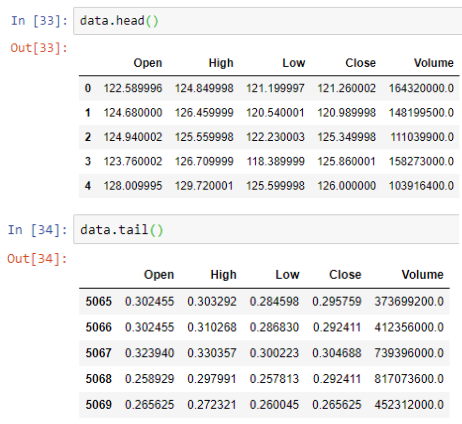 In [33]: data.head()
Out[33]:
Open High Low Close Volume
0 122.589996 124.849998 121.199997 121.260002 164320000.0
1 124.680000 126.459999 120.540001 120.989998 148199500.0
2 124.940002 125.559998 122.230003 125.349998 111039900.0
3 123.760002 126.709999 118.389999 125.860001 158273000.0
4 128.009995 129.720001 125.599998 126.000000 103916400.0
In [34]: data.tail()
Out[34]:
Open High Low Close Volume
5065 0.302455 0.303292 0.284598 0.295759 373699200.0
5066 0.302455 0.310268 0.286830 0.292411 412356000.0
5067 0.323940 0.330357 0.300223 0.304688 739396000.0
5068 0.258929 0.297991 0.257813 0.292411 817073600.0
5069 0.265625 0.272321 0.260045 0.265625 452312000.0